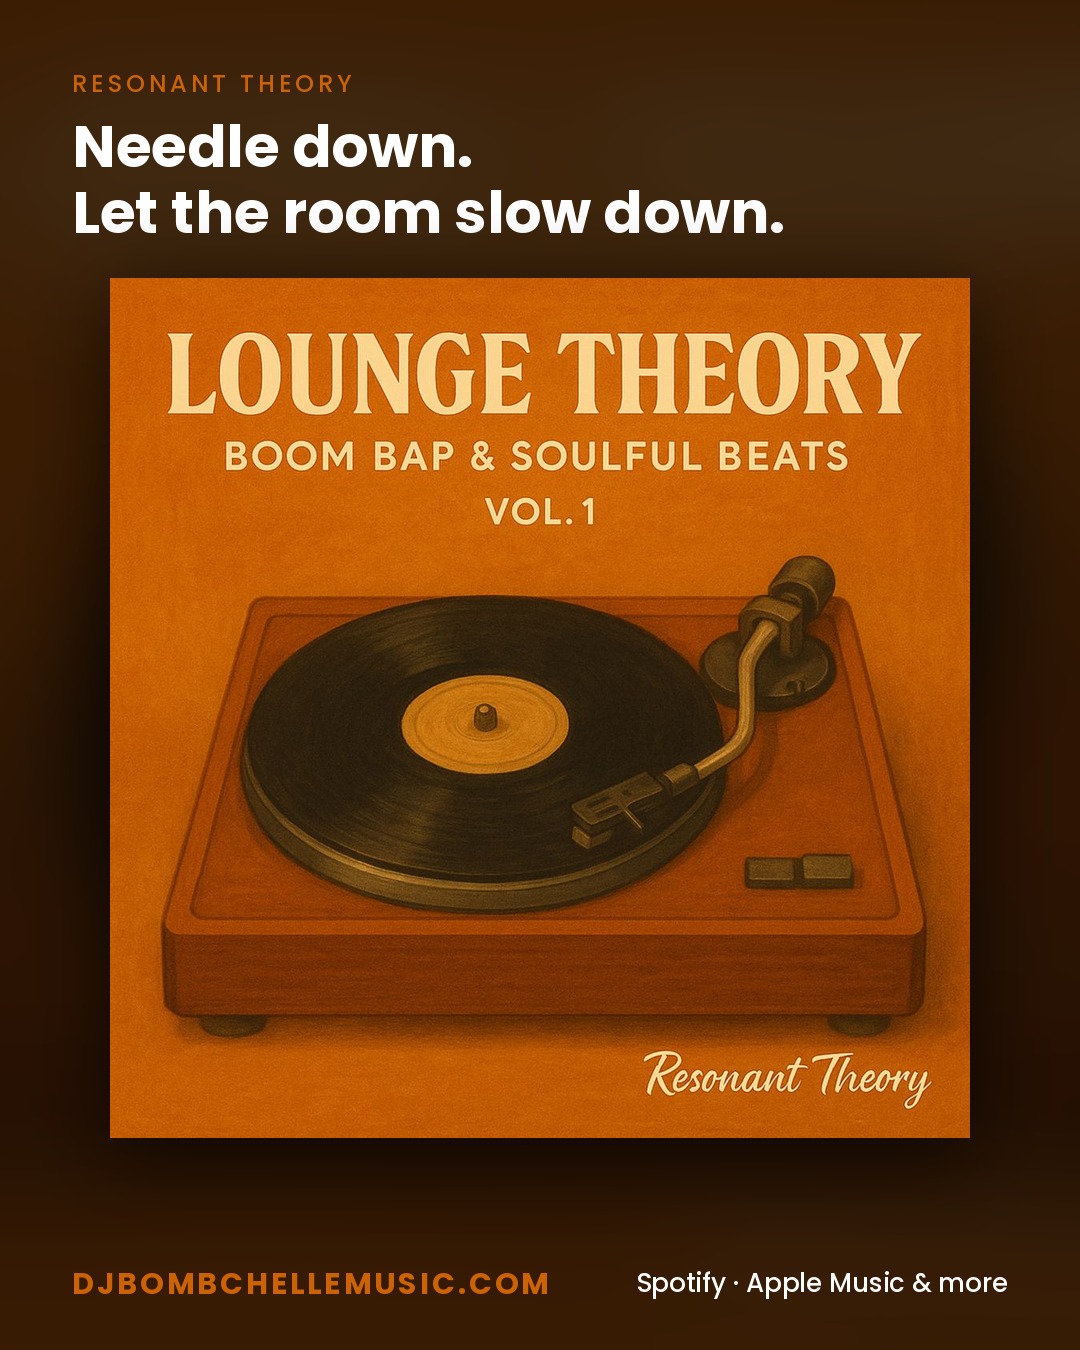 RESONANT THEORY
Needle down.
Let the room slow down.
LOUNGE THEORY
BOOM BAP & SOULFUL BEATS
VOL. 1
Resonant Theory
DJBOMBCHELLEMUSIC.COM
Spotify · Apple Music & more